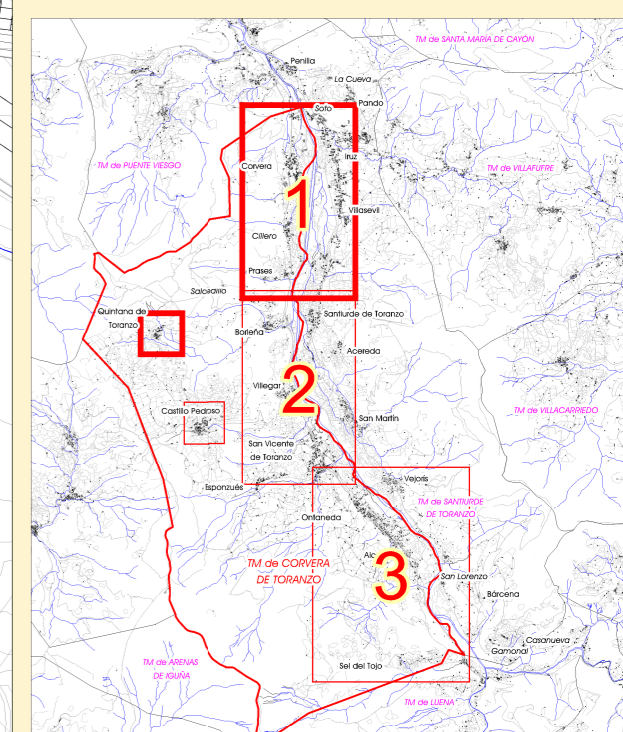 TM de SANTA MARIA DE CAYÓN
Penilla
La Cueva
Soto
Pando
TM de PUENTE VIESGO
Corvera
Iruz
TM de VILLAFUFRE
1
Villasevil
Cillero
Prases
Salcedillo
Quintana de
Toranzo
Santiurde de Toranzo
Borleña
Acereda
Villegar
2
Castillo Pedroso
TM de VILLACARRIEDO
San Martín
San Vicente
de Toranzo
Esponzués
Vejorís
TM de SANTIURDE
DE TORANZO
Ontaneda
TM de CORVERA
DE TORANZO
3
San Lorenzo
Bárcena
Casanueva
Gamonal
TM de ARENAS
DE IGUÑA
Sel del Tojo
TM de LUENA